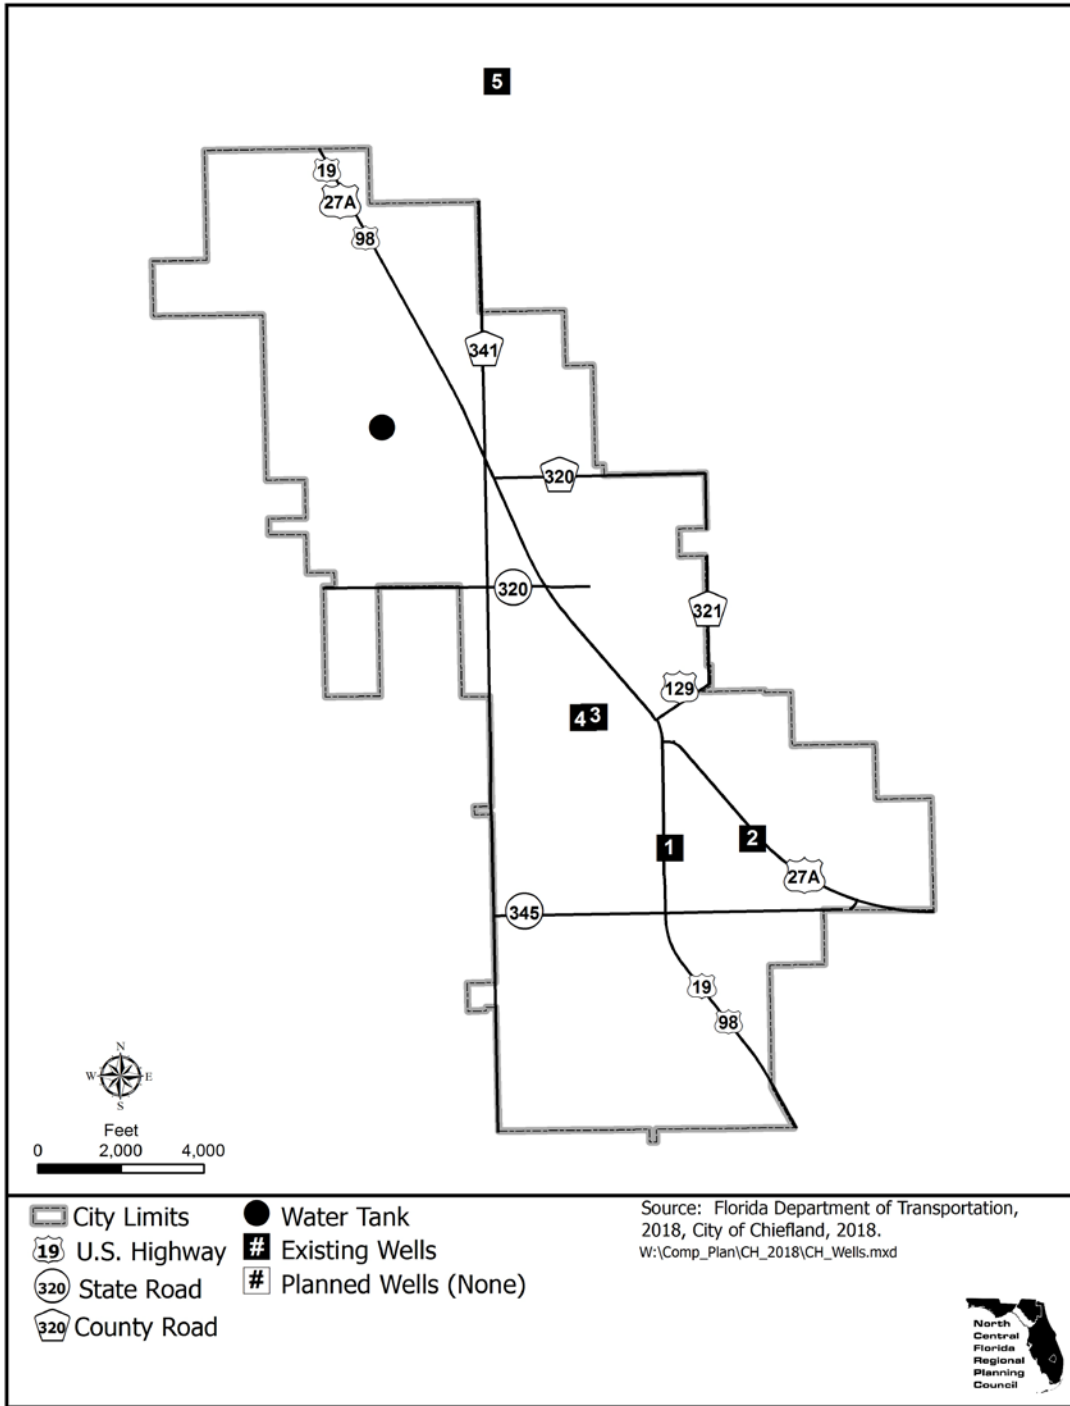 5
19
27A
98
341
320
320
321
129
4 3
1
2
27A
345
19
98
N
W E
S
Feet
0 2,000 4,000
City Limits
19 U.S. Highway
320 State Road
320 County Road
Water Tank
# Existing Wells
# Planned Wells (None)
Source: Florida Department of Transportation,
2018, City of Chiefland, 2018.
W:\Comp_Plan\CH_2018\CH_Wells.mxd
North
Central
Florida
Regional
Planning
Council